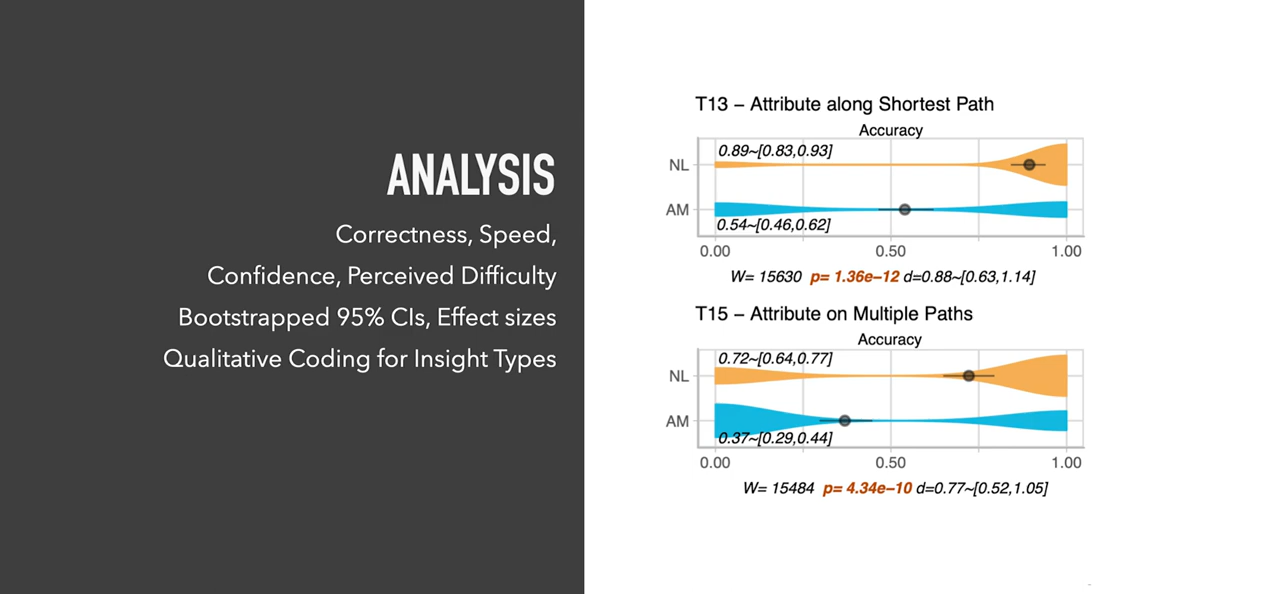 ANALYSIS
Correctness, Speed,
Confidence, Perceived Difficulty
Bootstrapped 95% CIs, Effect sizes
Qualitative Coding for Insight Types
T13 – Attribute along Shortest Path
Accuracy
0.89~[0.83,0.93]
NL
AM
0.54~[0.46,0.62]
0.00 0.50 1.00
W= 15630 p= 1.36e–12 d=0.88~[0.63,1.14]
T15 – Attribute on Multiple Paths
Accuracy
0.72~[0.64,0.77]
NL
AM
0.37~[0.29,0.44]
0.00 0.50 1.00
W= 15484 p= 4.34e–10 d=0.77~[0.52,1.05]